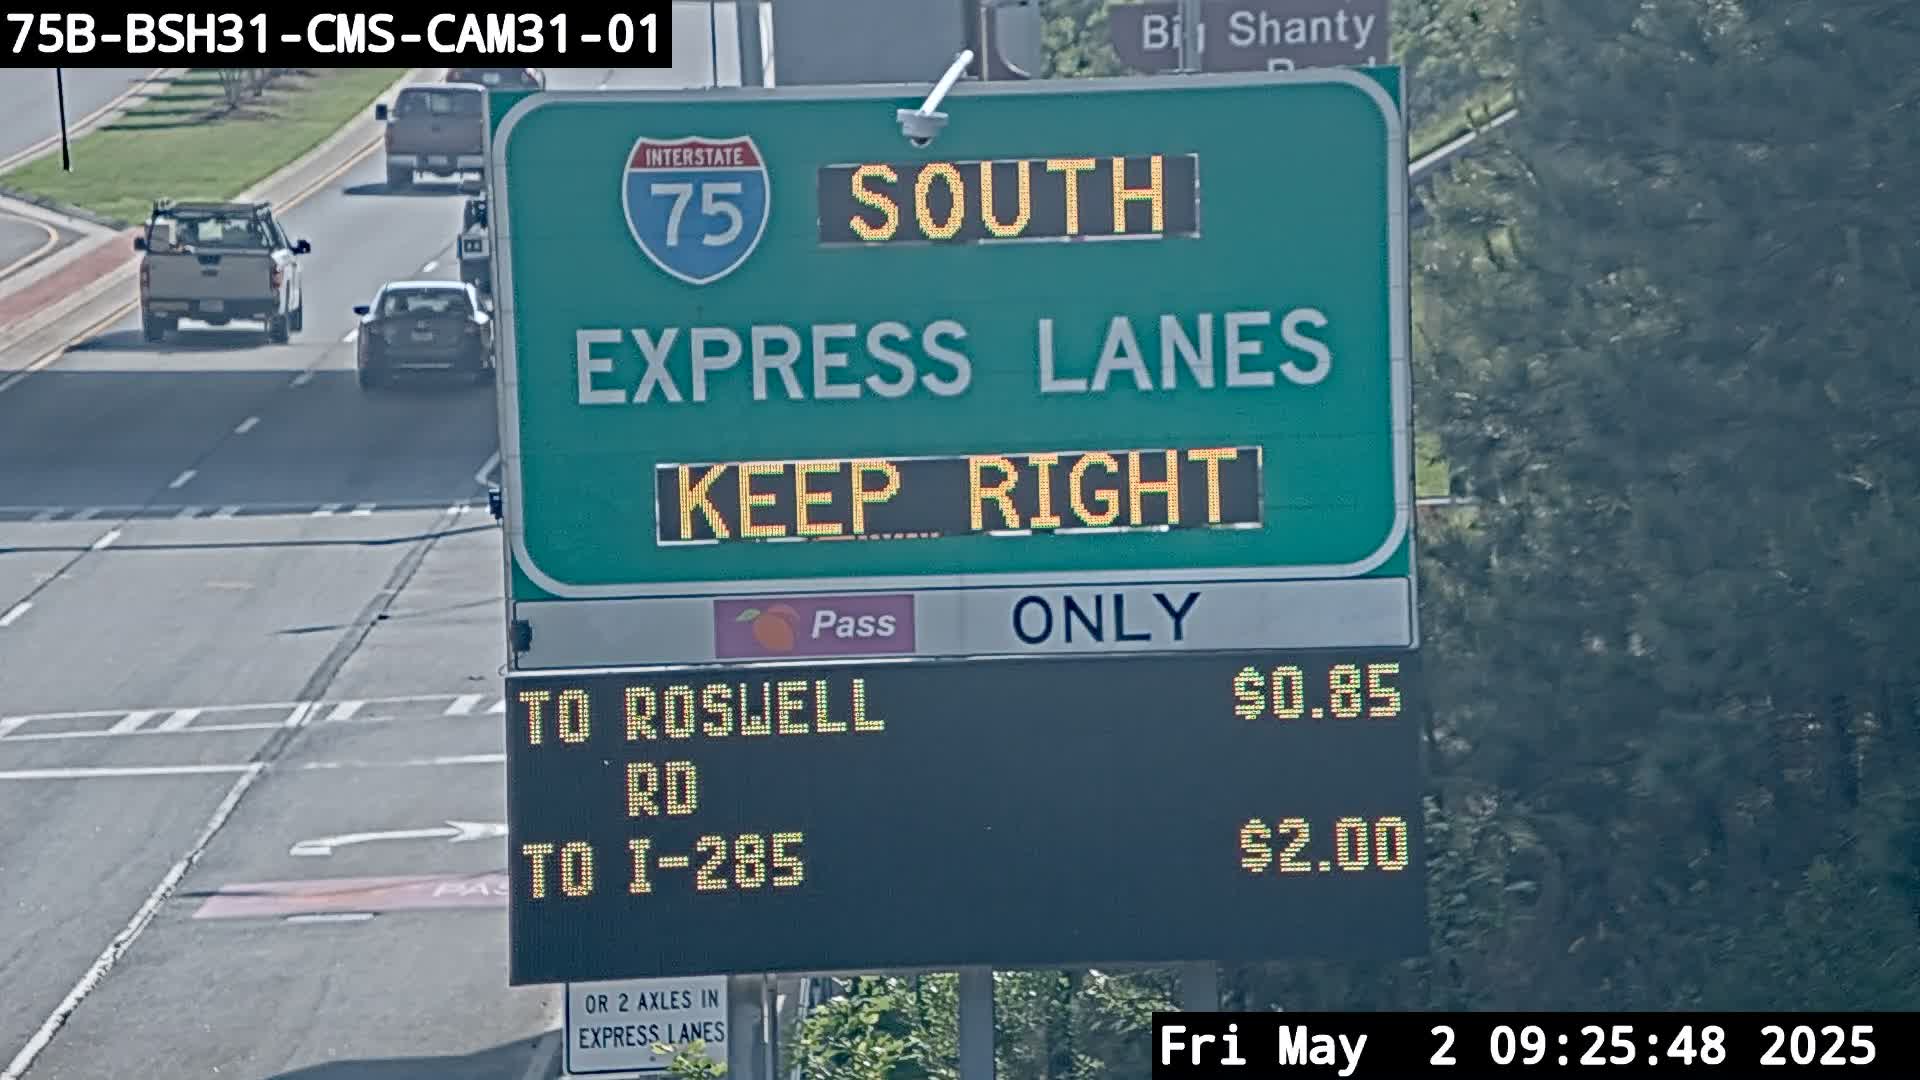 75B-BSH31-CMS-CAM31-01
Big Shanty
Road
INTERSTATE
75
SOUTH
EXPRESS LANES
KEEP RIGHT
Pass ONLY
TO ROSWELL $0.85
RD
TO I-285 $2.00
OR 2 AXLES IN
EXPRESS LANES
Fri May 2 09:25:48 2025